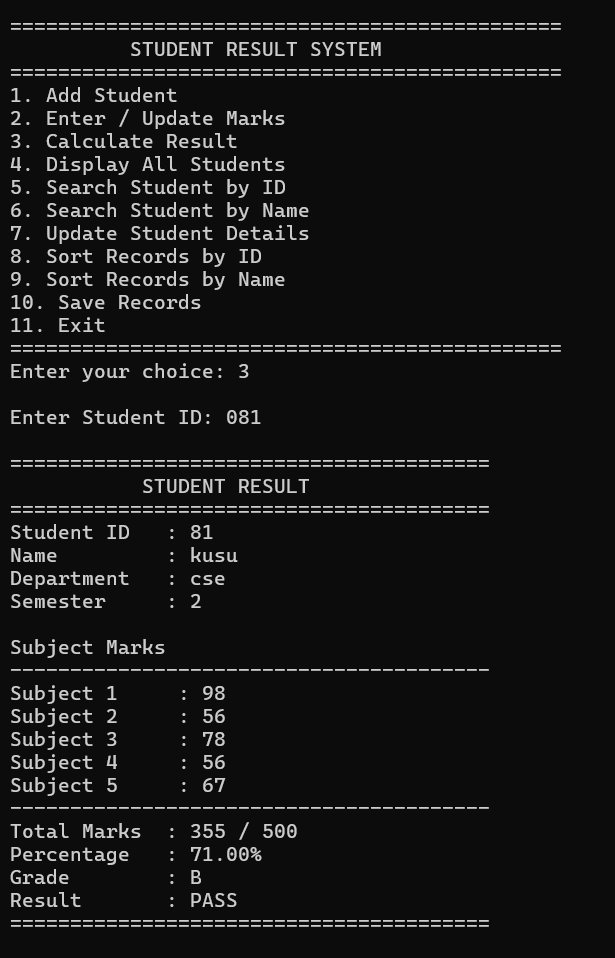 ==============================================
          STUDENT RESULT SYSTEM
==============================================
1. Add Student
2. Enter / Update Marks
3. Calculate Result
4. Display All Students
5. Search Student by ID
6. Search Student by Name
7. Update Student Details
8. Sort Records by ID
9. Sort Records by Name
10. Save Records
11. Exit
==============================================
Enter your choice: 3

Enter Student ID: 081

========================================
           STUDENT RESULT
========================================
Student ID   : 81
Name         : kusu
Department   : cse
Semester     : 2

Subject Marks
----------------------------------------
Subject 1     : 98
Subject 2     : 56
Subject 3     : 78
Subject 4     : 56
Subject 5     : 67
----------------------------------------
Total Marks  : 355 / 500
Percentage   : 71.00%
Grade        : B
Result       : PASS
========================================